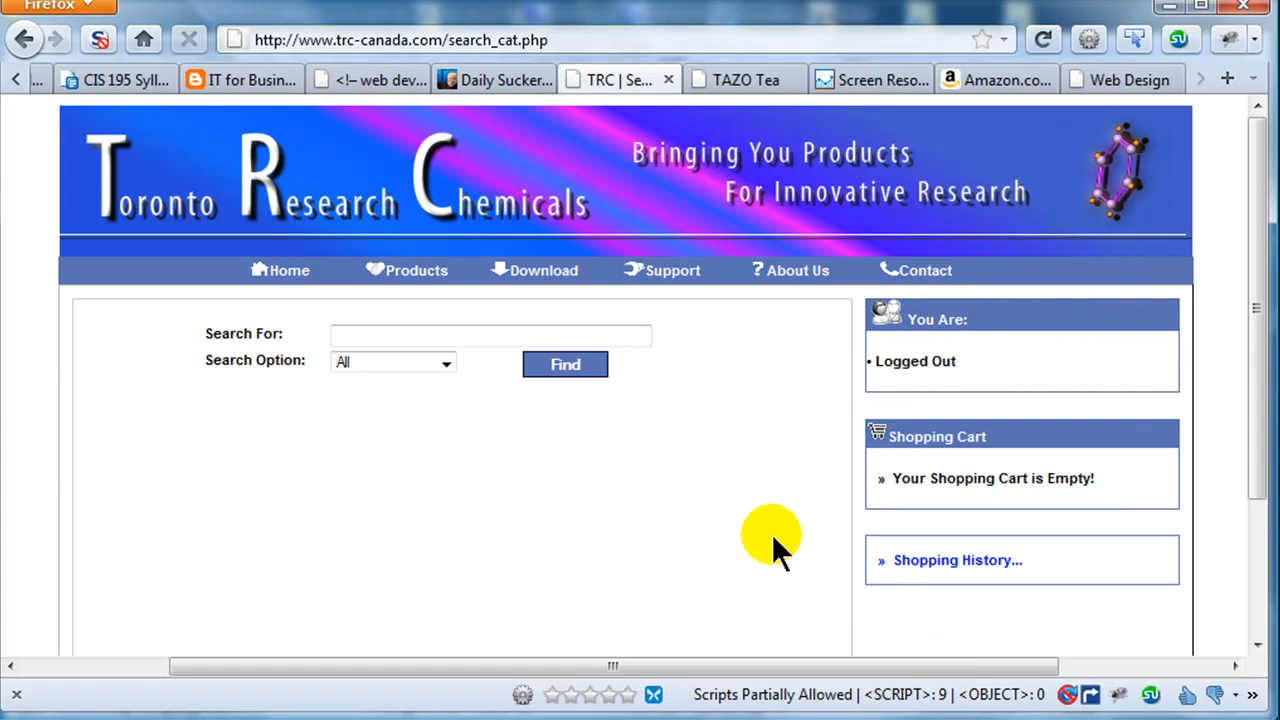 Firefox
http://www.trc-canada.com/search_cat.php
... CIS 195 Syll... IT for Busin... <!– web dev... Daily Sucker... TRC | Se... TAZO Tea Screen Reso... Amazon.co... Web Design
Toronto Research Chemicals
Bringing You Products
For Innovative Research
Home Products Download Support ? About Us Contact
Search For:
Search Option: All Find
You Are:
• Logged Out
Shopping Cart
» Your Shopping Cart is Empty!
» Shopping History...
Scripts Partially Allowed | <SCRIPT>: 9 | <OBJECT>: 0